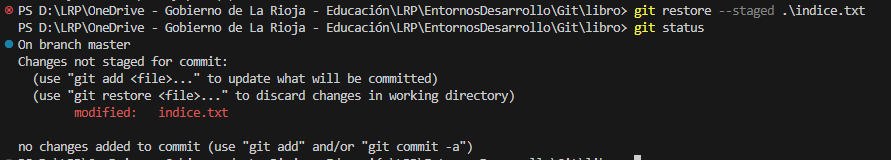 PS D:\LRP\OneDrive - Gobierno de La Rioja - Educación\LRP\EntornosDesarrollo\Git\libro> git restore --staged .\indice.txt
PS D:\LRP\OneDrive - Gobierno de La Rioja - Educación\LRP\EntornosDesarrollo\Git\libro> git status
On branch master
Changes not staged for commit:
  (use "git add <file>..." to update what will be committed)
  (use "git restore <file>..." to discard changes in working directory)
        modified:   indice.txt

no changes added to commit (use "git add" and/or "git commit -a")